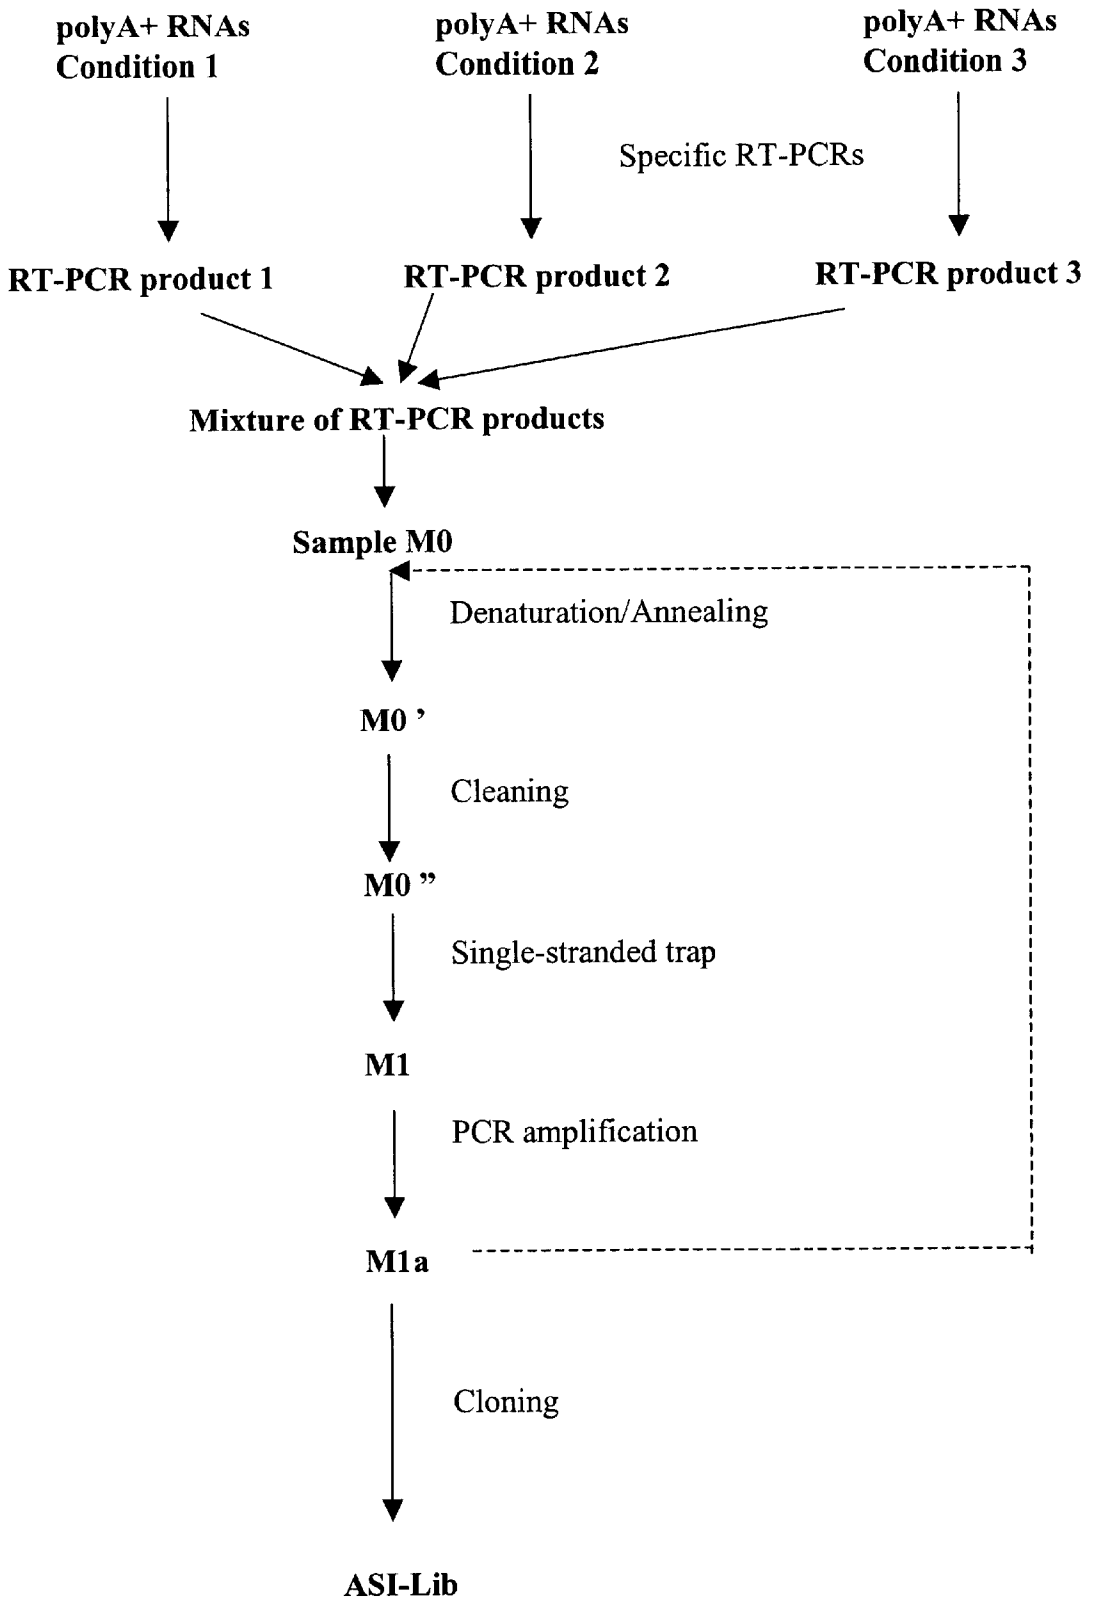 polyA+ RNAs
Condition 1
polyA+ RNAs
Condition 2
polyA+ RNAs
Condition 3
Specific RT-PCRs
RT-PCR product 1
RT-PCR product 2
RT-PCR product 3
Mixture of RT-PCR products
Sample M0
Denaturation/Annealing
M0 ’
Cleaning
M0 ”
Single-stranded trap
M1
PCR amplification
M1a
Cloning
ASI-Lib